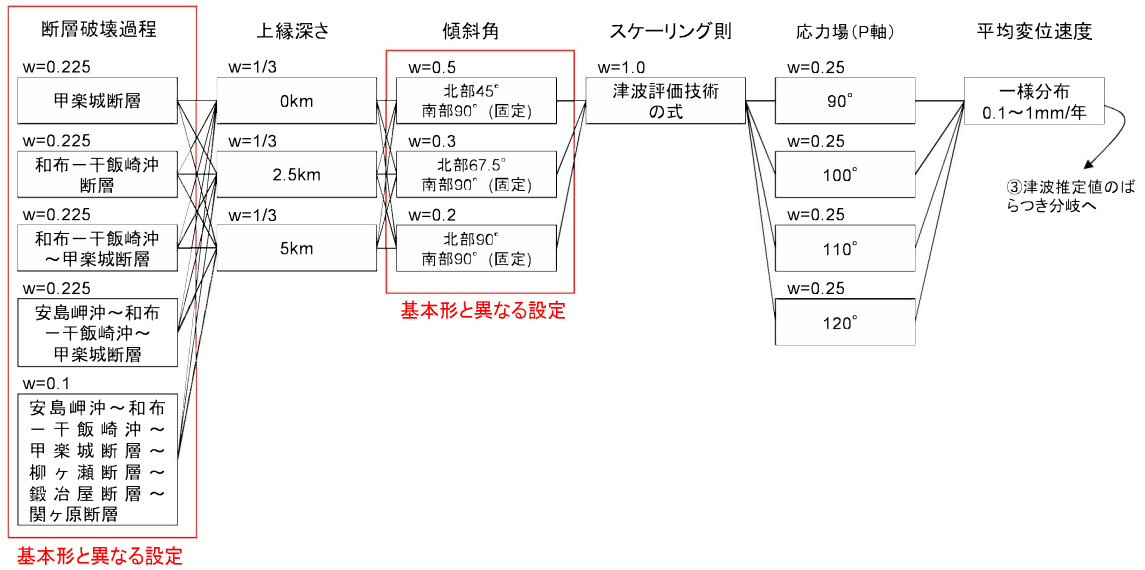 断層破壊過程
w=0.225
甲楽城断層
w=0.225
和布ー干飯崎沖
断層
w=0.225
和布ー干飯崎沖
～甲楽城断層
w=0.225
安島岬沖～和布
ー干飯崎沖～
甲楽城断層
w=0.1
安島岬沖～和布
ー干飯崎沖～
甲楽城断層～
柳ヶ瀬断層～
鍛冶屋断層～
関ヶ原断層
基本形と異なる設定
上縁深さ
w=1/3
0km
w=1/3
2.5km
w=1/3
5km
傾斜角
w=0.5
北部45°
南部90°(固定)
w=0.3
北部67.5°
南部90°(固定)
w=0.2
北部90°
南部90°(固定)
基本形と異なる設定
スケーリング則
w=1.0
津波評価技術
の式
応力場(P軸)
w=0.25
90°
w=0.25
100°
w=0.25
110°
w=0.25
120°
平均変位速度
一様分布
0.1～1mm/年
③津波推定値のば
らつき分岐へ